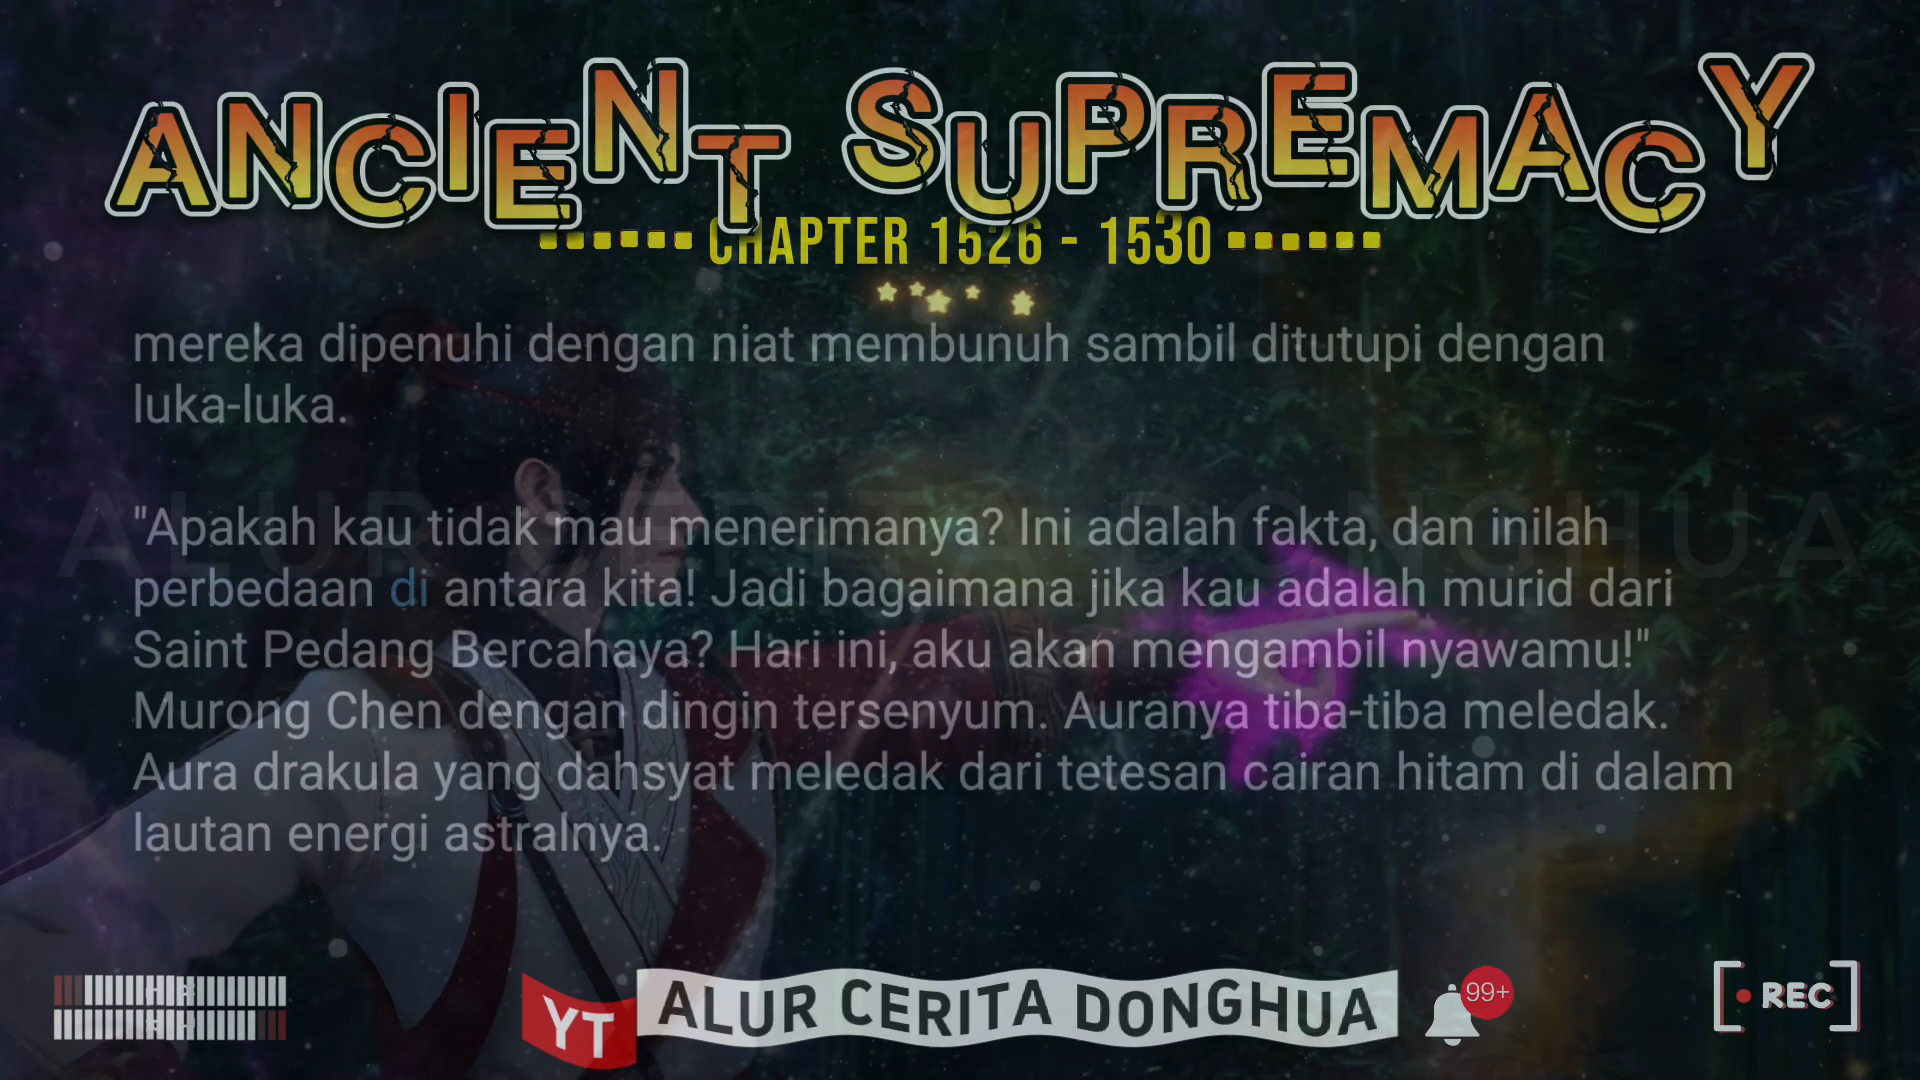 ANCIENT SUPREMACY
CHAPTER 1526 - 1530
mereka dipenuhi dengan niat membunuh sambil ditutupi dengan
luka-luka.
ALUR CERITA DONGHUA
"Apakah kau tidak mau menerimanya? Ini adalah fakta, dan inilah
perbedaan di antara kita! Jadi bagaimana jika kau adalah murid dari
Saint Pedang Bercahaya? Hari ini, aku akan mengambil nyawamu!"
Murong Chen dengan dingin tersenyum. Auranya tiba-tiba meledak.
Aura drakula yang dahsyat meledak dari tetesan cairan hitam di dalam
lautan energi astralnya.
YT ALUR CERITA DONGHUA
99+
REC